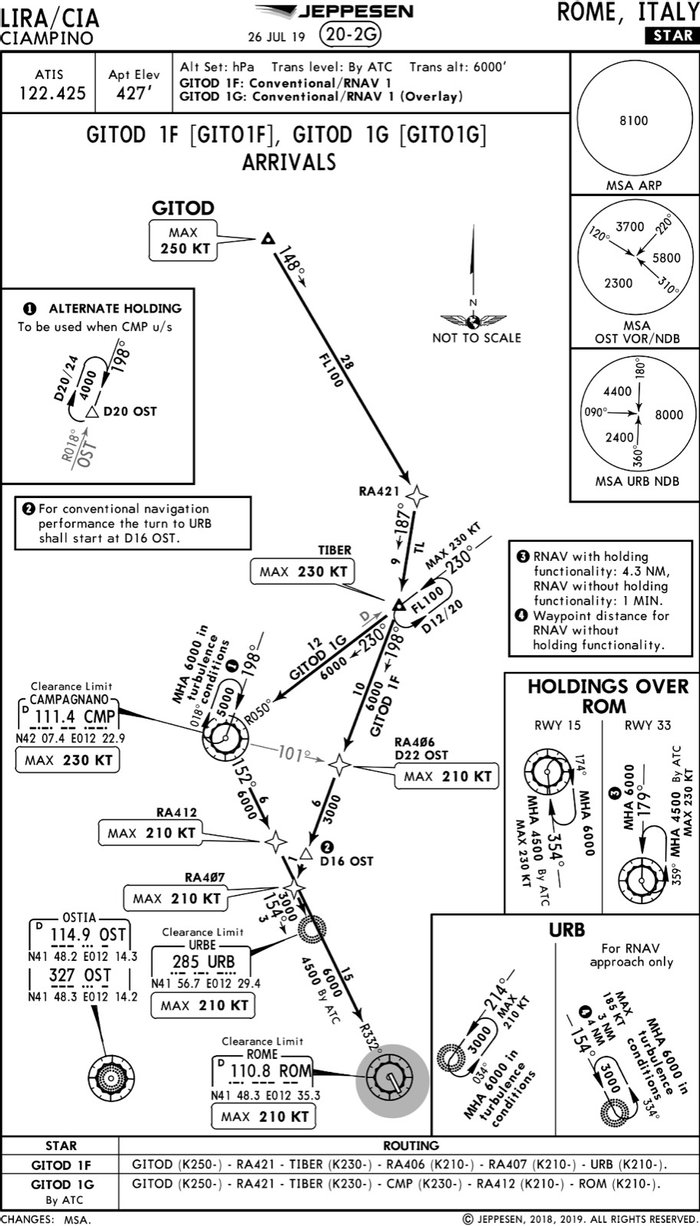 LIRA/CIA
CIAMPINO
JEPPESEN
26 JUL 19
20-2G
ROME, ITALY
STAR
ATIS
122.425
Apt Elev
427'
Alt Set: hPa Trans level: By ATC Trans alt: 6000'
GITOD 1F: Conventional/RNAV 1
GITOD 1G: Conventional/RNAV 1 (Overlay)
GITOD 1F [GITO1F], GITOD 1G [GITO1G]
ARRIVALS
8100
MSA ARP
3700
120°
220°
5800
2300
310°
MSA
OST VOR/NDB
180°
4400
090°
8000
2400
360°
MSA URB NDB
GITOD
MAX
250 KT
148°
28
FL100
N
NOT TO SCALE
1 ALTERNATE HOLDING
To be used when CMP u/s
D20/24
4000
198°
D20 OST
R018°
OST
2 For conventional navigation
performance the turn to URB
shall start at D16 OST.
RA421
187°
9
TL
TIBER
MAX 230 KT
MAX 230 KT
230°
FL100
D12/20
D
3 RNAV with holding
functionality: 4.3 NM,
RNAV without holding
functionality: 1 MIN.
4 Waypoint distance for
RNAV without
holding functionality.
12
GITOD 1G
6000
230°
198°
10
6000
GITOD 1F
MHA 6000 in
turbulence
conditions
018°
5000
1
198°
R050°
Clearance Limit
CAMPAGNANO
D 111.4 CMP
N42 07.4 E012 22.9
MAX 230 KT
101°
RA406
D22 OST
MAX 210 KT
152°
6
6000
6
3000
RA412
MAX 210 KT
2
D16 OST
RA407
MAX 210 KT
3000
154°
3
Clearance Limit
URBE
285 URB
N41 56.7 E012 29.4
MAX 210 KT
OSTIA
D 114.9 OST
N41 48.2 E012 14.3
327 OST
N41 48.3 E012 14.2
15
6000
4500 By ATC
R332°
Clearance Limit
ROME
D 110.8 ROM
N41 48.3 E012 35.3
MAX 210 KT
HOLDINGS OVER
ROM
RWY 15
RWY 33
174°
MHA 6000
354°
MHA 4500 By ATC
MAX 230 KT
3
MHA 6000
179°
MHA 4500 By ATC
MAX 230 KT
359°
URB
For RNAV
approach only
214°
MAX
210 KT
3000
034°
MHA 6000 in
turbulence
conditions
MAX
185 KT
3 NM
4 4 NM
154°
3000
334°
MHA 6000 in
turbulence
conditions
STAR
ROUTING
GITOD 1F
GITOD (K250-) - RA421 - TIBER (K230-) - RA406 (K210-) - RA407 (K210-) - URB (K210-).
GITOD 1G
By ATC
GITOD (K250-) - RA421 - TIBER (K230-) - CMP (K230-) - RA412 (K210-) - ROM (K210-).
CHANGES: MSA.
© JEPPESEN, 2018, 2019. ALL RIGHTS RESERVED.